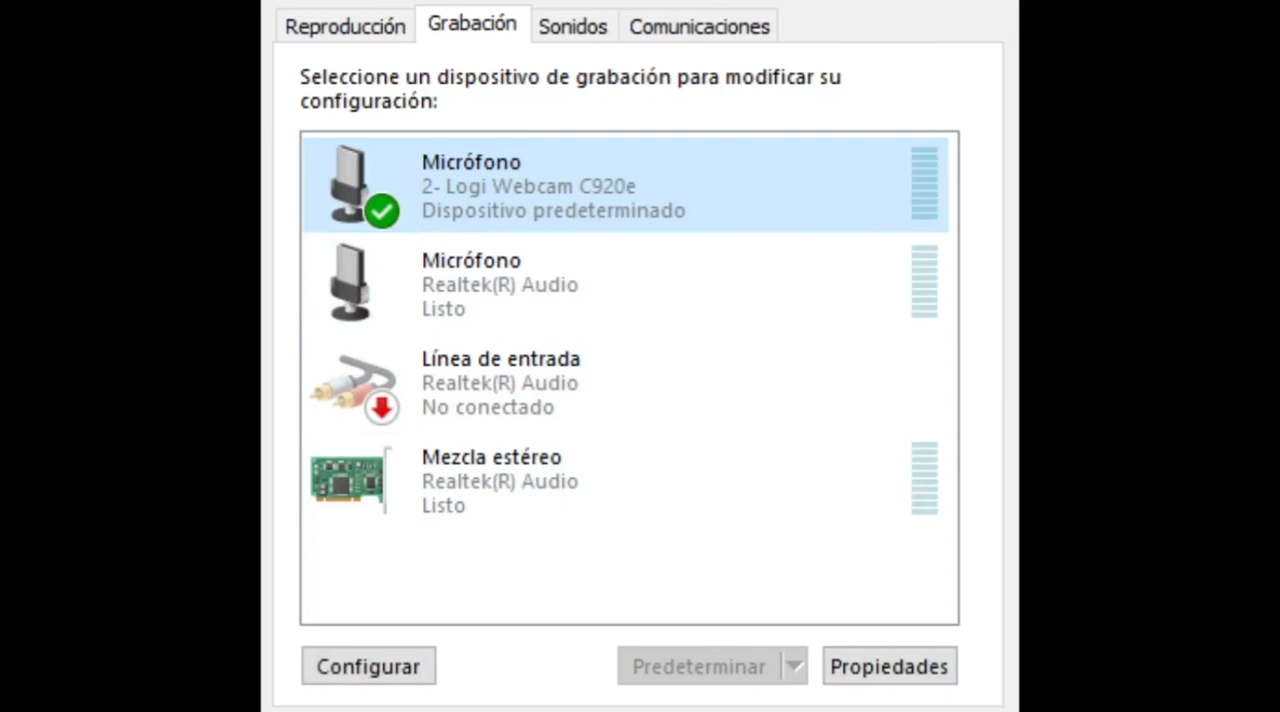 Reproducción Grabación Sonidos Comunicaciones
Seleccione un dispositivo de grabación para modificar su
configuración:
Micrófono
2- Logi Webcam C920e
Dispositivo predeterminado
Micrófono
Realtek(R) Audio
Listo
Línea de entrada
Realtek(R) Audio
No conectado
Mezcla estéreo
Realtek(R) Audio
Listo
Configurar Predeterminar Propiedades